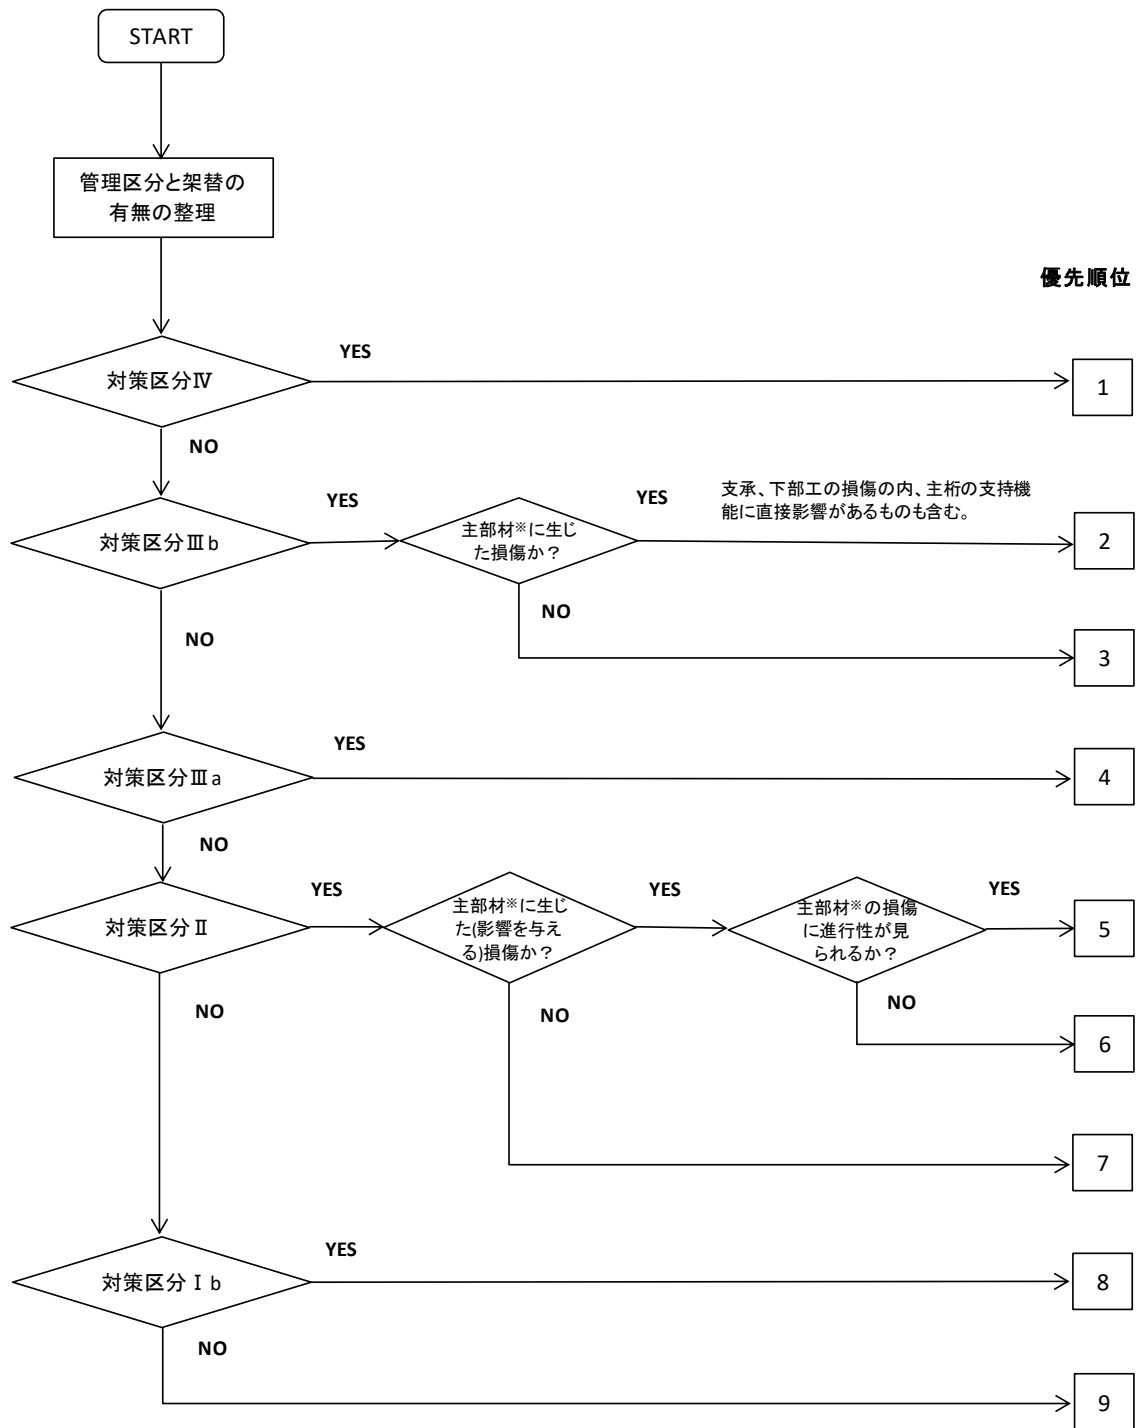 START
管理区分と架替の
有無の整理
優先順位
対策区分Ⅳ
YES
1
NO
対策区分Ⅲb
YES
主部材※に生じ
た損傷か？
YES
支承、下部工の損傷の内、主桁の支持機
能に直接影響があるものも含む。
2
NO
3
NO
対策区分Ⅲa
YES
4
NO
対策区分Ⅱ
YES
主部材※に生じ
た(影響を与え
る)損傷か？
YES
主部材※の損傷
に進行性が見
られるか？
YES
5
NO
6
NO
7
NO
対策区分Ⅰb
YES
8
NO
9